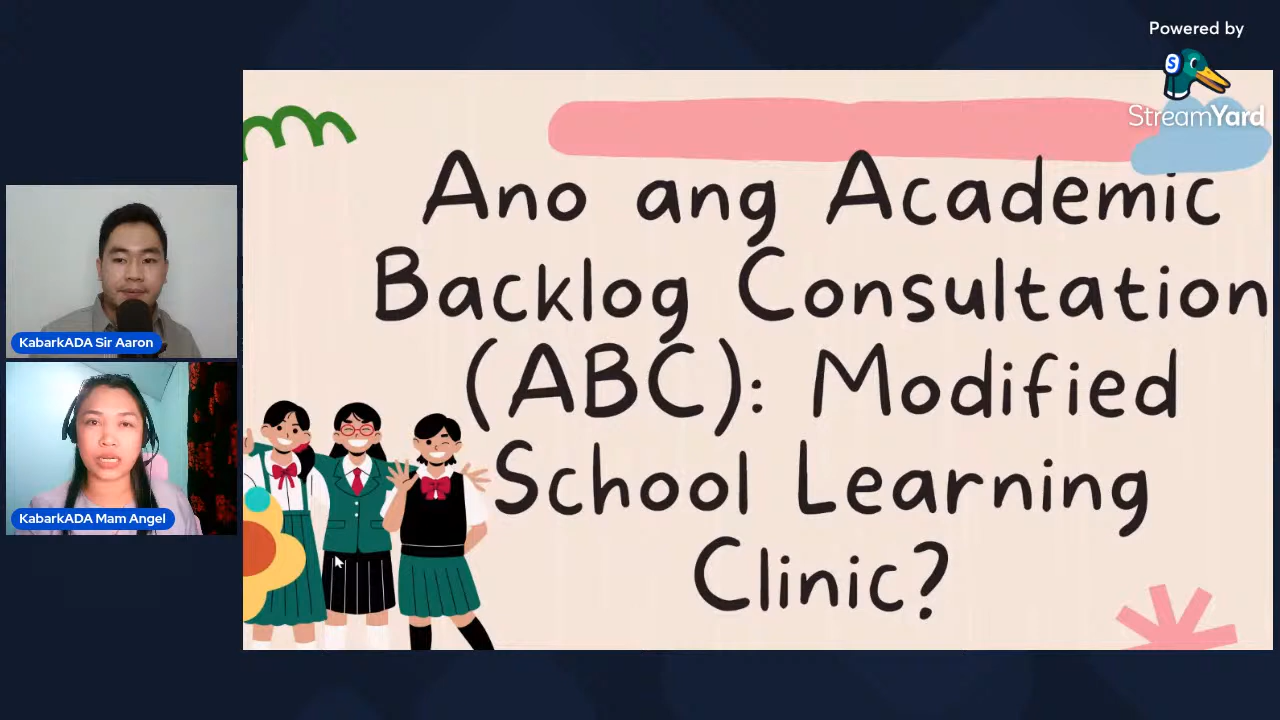 Powered by
S
StreamYard
Ano ang Academic
Backlog Consultation
(ABC): Modified
School Learning
Clinic?
KabarkADA Sir Aaron
KabarkADA Mam Angel